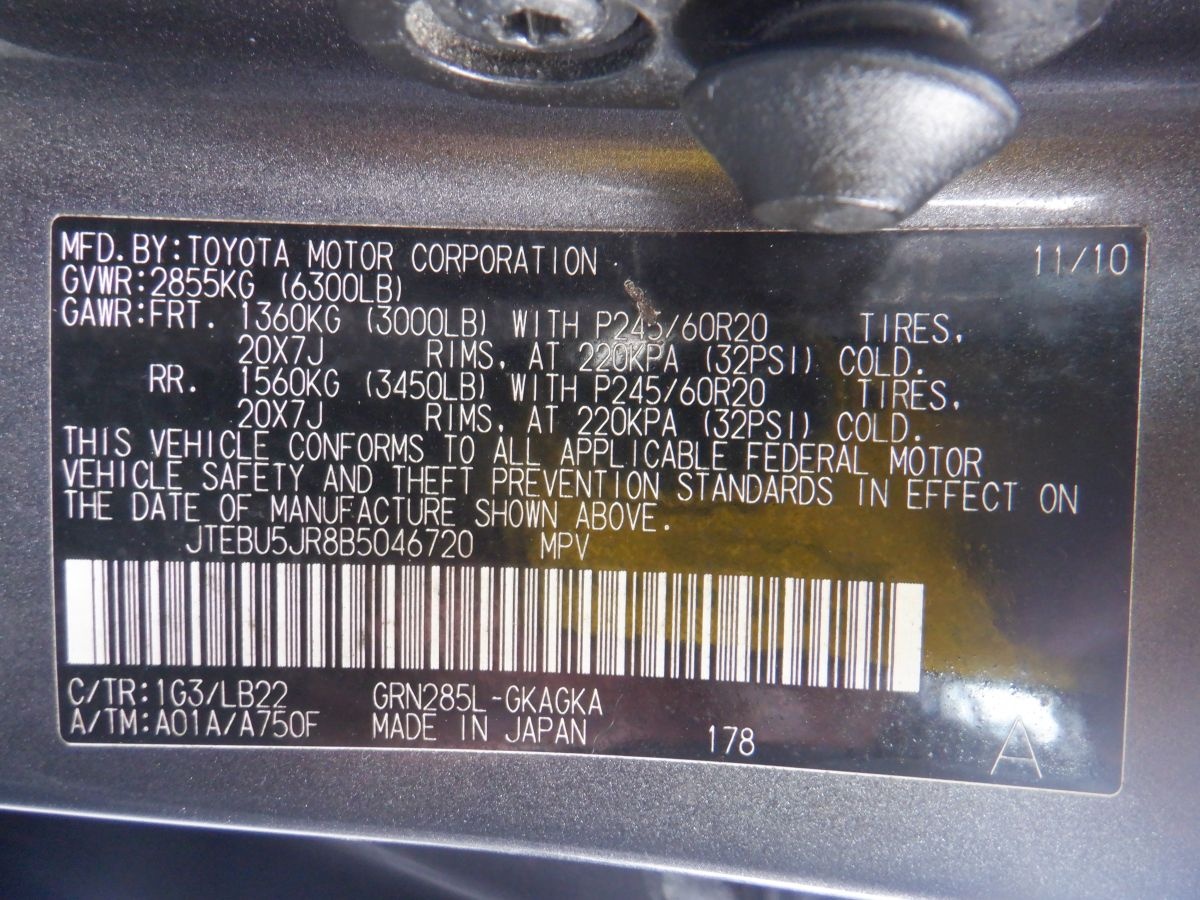 MFD.BY:TOYOTA MOTOR CORPORATION 11/10
GVWR:2855KG (6300LB)
GAWR:FRT. 1360KG (3000LB) WITH P245/60R20 TIRES,
20X7J RIMS, AT 220KPA (32PSI) COLD.
RR. 1560KG (3450LB) WITH P245/60R20 TIRES,
20X7J RIMS, AT 220KPA (32PSI) COLD.
THIS VEHICLE CONFORMS TO ALL APPLICABLE FEDERAL MOTOR
VEHICLE SAFETY AND THEFT PREVENTION STANDARDS IN EFFECT ON
THE DATE OF MANUFACTURE SHOWN ABOVE.
JTEBU5JR8B5046720 MPV
C/TR:1G3/LB22 GRN285L-GKAGKA
A/TM:A01A/A750F MADE IN JAPAN 178 A